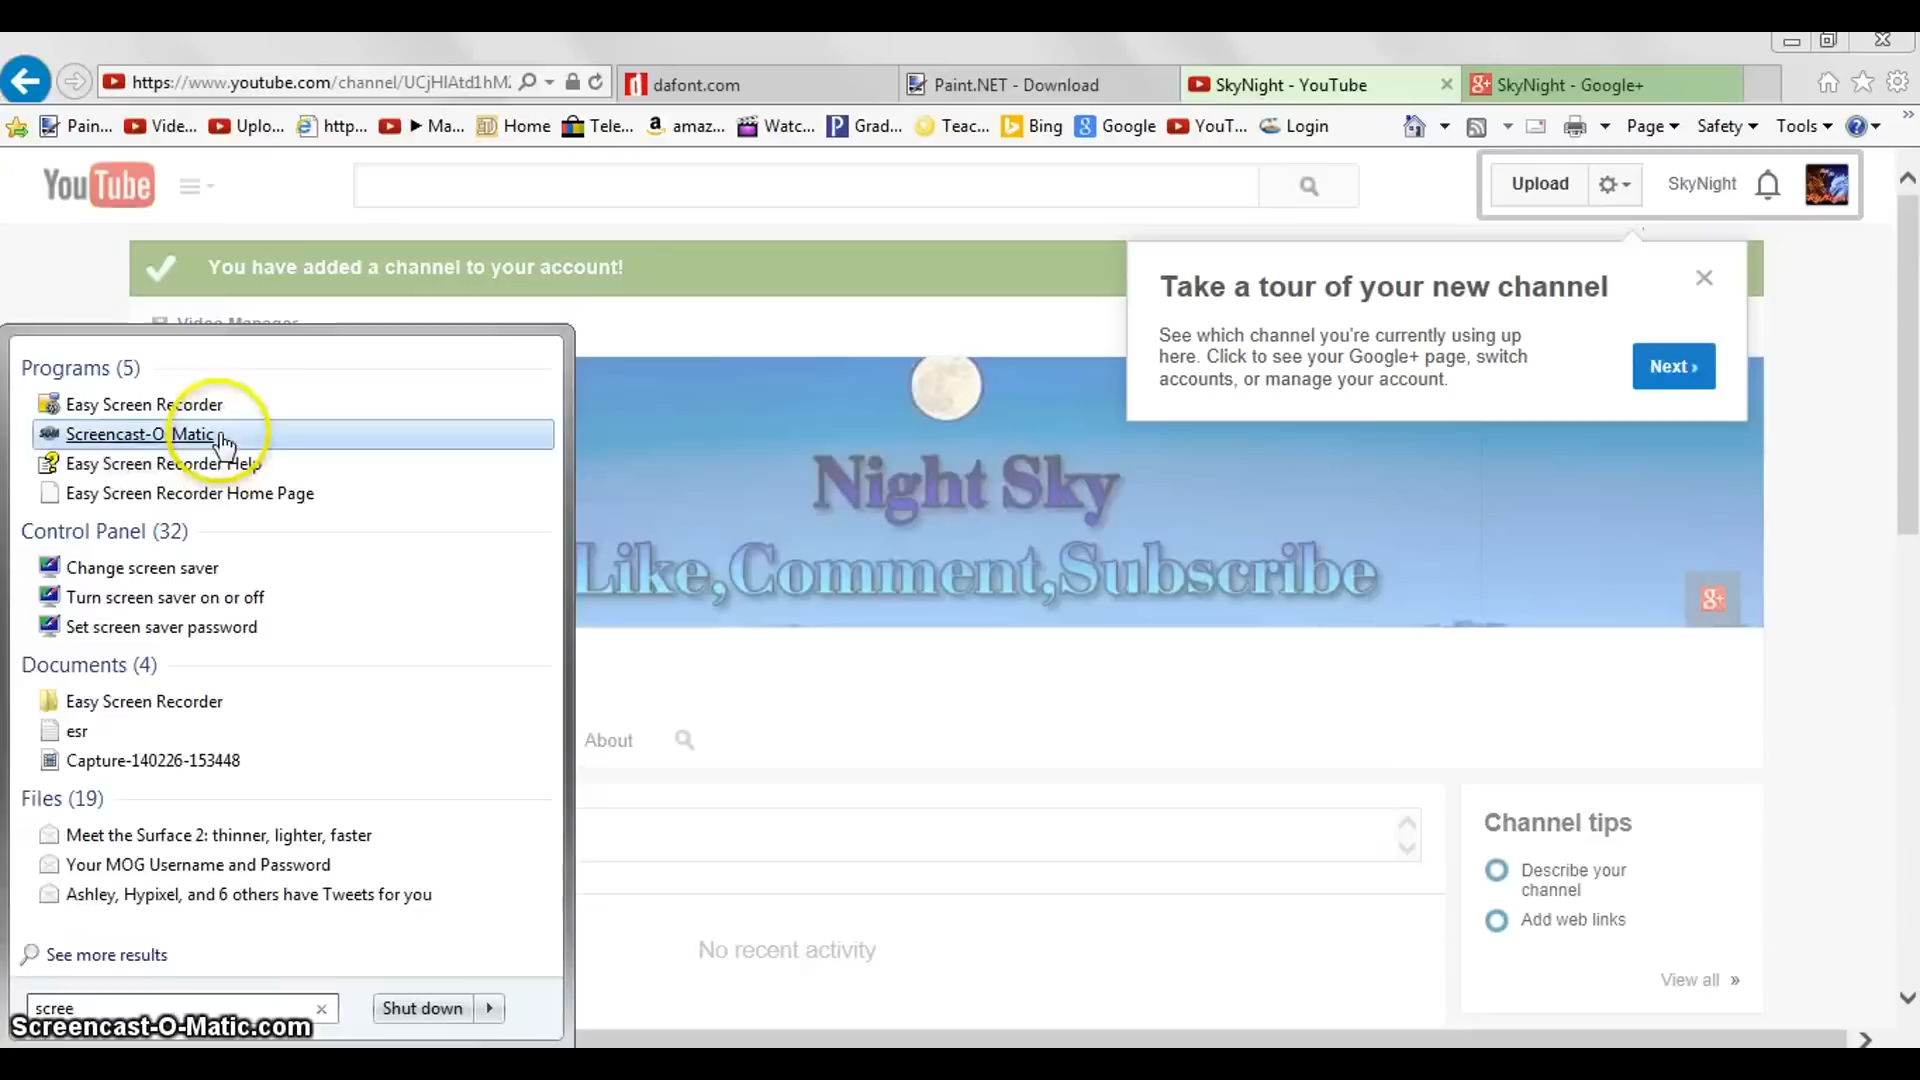 https://www.youtube.com/channel/UCjHlAtd1hM
dafont.com
Paint.NET - Download
SkyNight - YouTube
SkyNight - Google+
Pain...
Vide...
Uplo...
http...
Ma...
Home
Tele...
amaz...
Watc...
Grad...
Teac...
Bing
Google
YouT...
Login
Page
Safety
Tools
YouTube
Upload
SkyNight
You have added a channel to your account!
Take a tour of your new channel
See which channel you're currently using up
here. Click to see your Google+ page, switch
accounts, or manage your account.
Next ›
Video Manager
Programs (5)
Easy Screen Recorder
Screencast-O-Matic
Easy Screen Recorder Help
Easy Screen Recorder Home Page
Control Panel (32)
Change screen saver
Turn screen saver on or off
Set screen saver password
Documents (4)
Easy Screen Recorder
esr
Capture-140226-153448
Files (19)
Meet the Surface 2: thinner, lighter, faster
Your MOG Username and Password
Ashley, Hypixel, and 6 others have Tweets for you
See more results
scree
Shut down
Screencast-O-Matic.com
Night Sky
Like,Comment,Subscribe
g+
About
No recent activity
Channel tips
Describe your
channel
Add web links
View all »